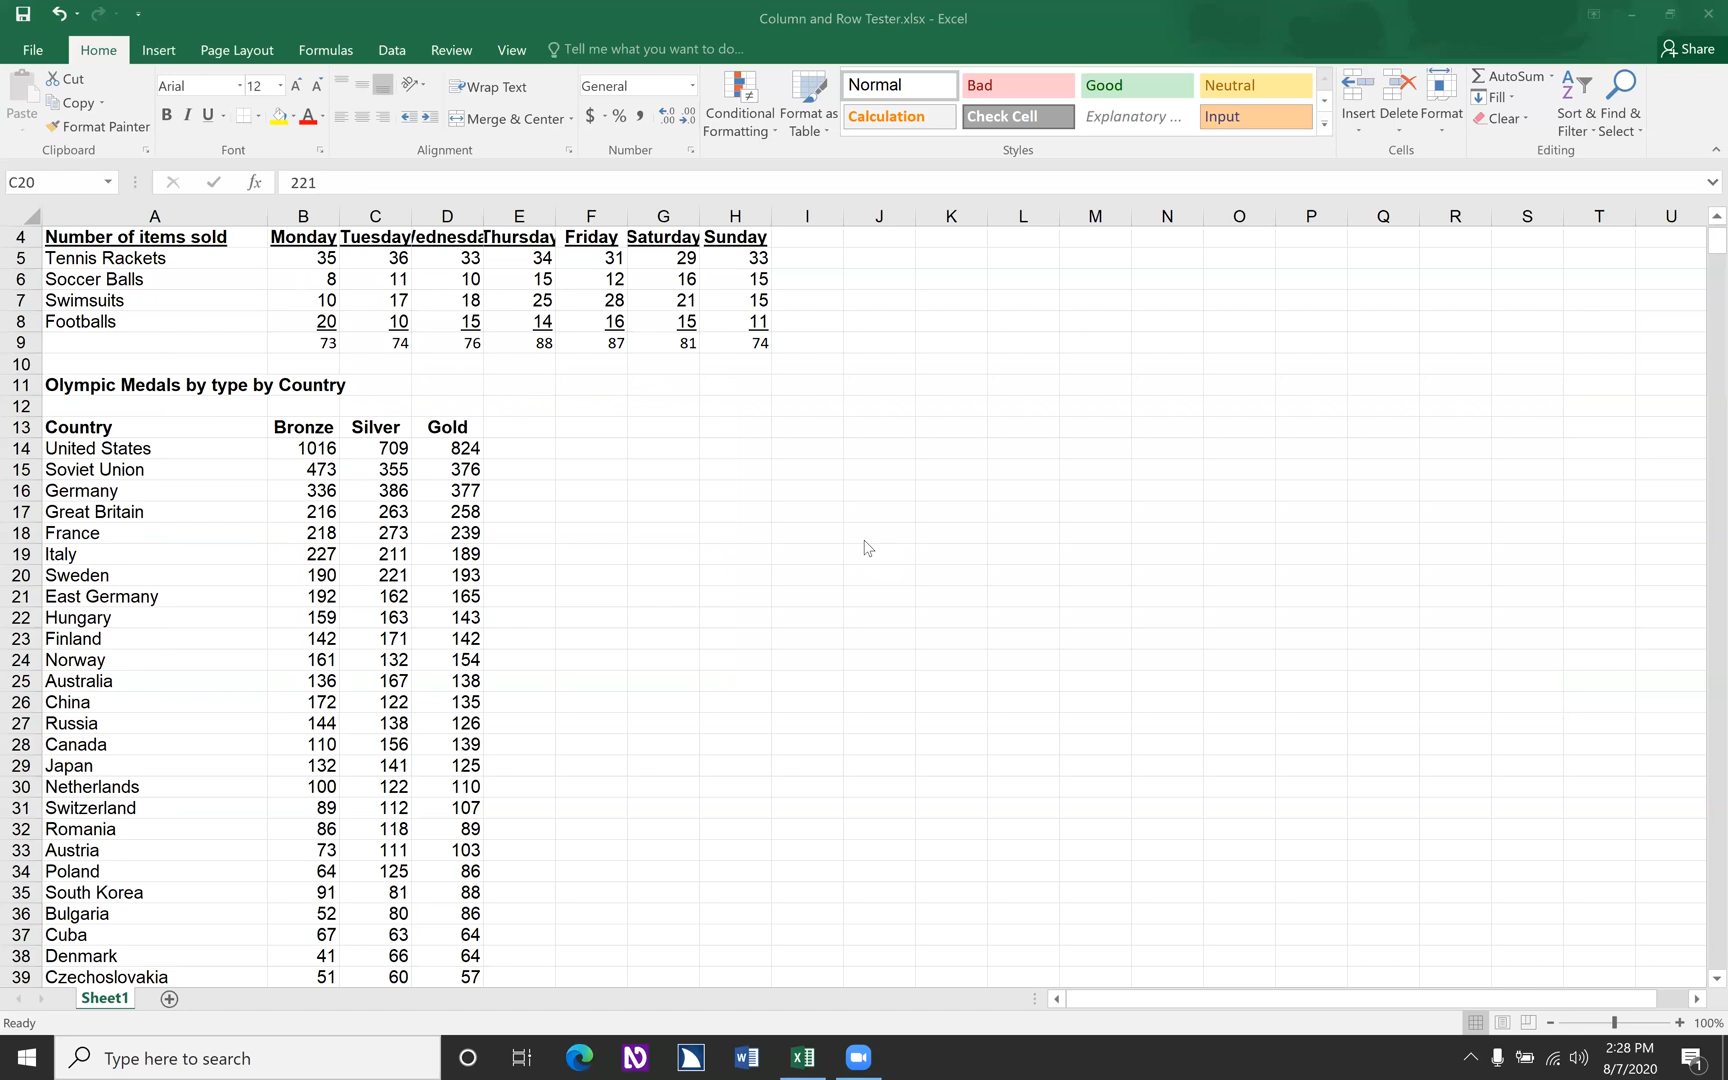 Column and Row Tester.xlsx - Excel
File Home Insert Page Layout Formulas Data Review View Tell me what you want to do... Share
Paste
Cut
Copy
Format Painter
Clipboard
Arial 12
B I U
Font
Wrap Text
Merge & Center
Alignment
General
$ % ,
Number
Conditional Formatting
Format as Table
Normal Bad Good Neutral
Calculation Check Cell Explanatory ... Input
Styles
Insert Delete Format
Cells
AutoSum
Fill
Clear
Sort & Filter
Find & Select
Editing
C20 fx 221
A B C D E F G H I J K L M N O P Q R S T U
4 Number of items sold Monday Tuesday Wednesda Thursday Friday Saturday Sunday
5 Tennis Rackets 35 36 33 34 31 29 33
6 Soccer Balls 8 11 10 15 12 16 15
7 Swimsuits 10 17 18 25 28 21 15
8 Footballs 20 10 15 14 16 15 11
9 73 74 76 88 87 81 74
10
11 Olympic Medals by type by Country
12
13 Country Bronze Silver Gold
14 United States 1016 709 824
15 Soviet Union 473 355 376
16 Germany 336 386 377
17 Great Britain 216 263 258
18 France 218 273 239
19 Italy 227 211 189
20 Sweden 190 221 193
21 East Germany 192 162 165
22 Hungary 159 163 143
23 Finland 142 171 142
24 Norway 161 132 154
25 Australia 136 167 138
26 China 172 122 135
27 Russia 144 138 126
28 Canada 110 156 139
29 Japan 132 141 125
30 Netherlands 100 122 110
31 Switzerland 89 112 107
32 Romania 86 118 89
33 Austria 73 111 103
34 Poland 64 125 86
35 South Korea 91 81 88
36 Bulgaria 52 80 86
37 Cuba 67 63 64
38 Denmark 41 66 64
39 Czechoslovakia 51 60 57
Sheet1
Ready 100%
Type here to search
2:28 PM
8/7/2020
1